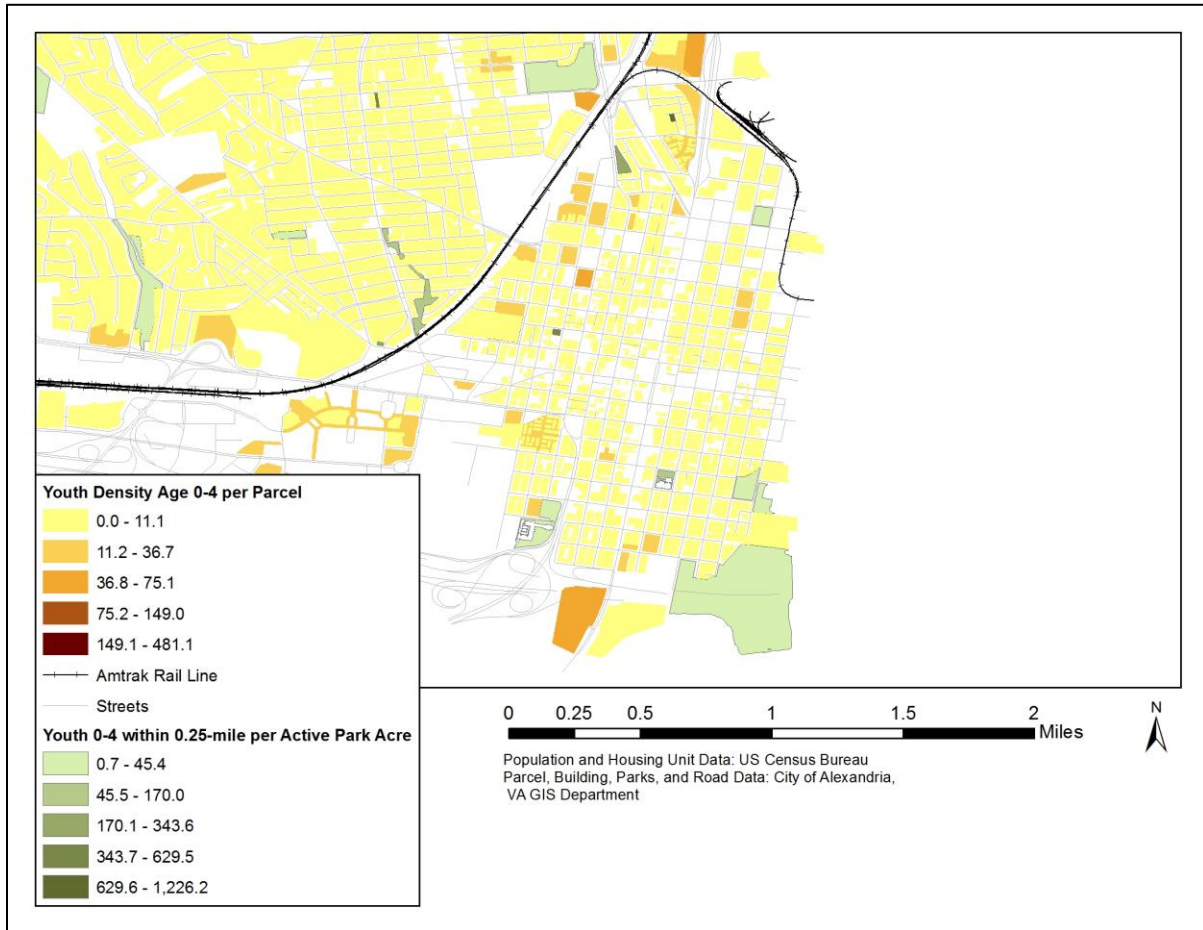 Youth Density Age 0-4 per Parcel
0.0 - 11.1
11.2 - 36.7
36.8 - 75.1
75.2 - 149.0
149.1 - 481.1
Amtrak Rail Line
Streets
Youth 0-4 within 0.25-mile per Active Park Acre
0.7 - 45.4
45.5 - 170.0
170.1 - 343.6
343.7 - 629.5
629.6 - 1,226.2
0 0.25 0.5 1 1.5 2
Miles
N
Population and Housing Unit Data: US Census Bureau
Parcel, Building, Parks, and Road Data: City of Alexandria,
VA GIS Department